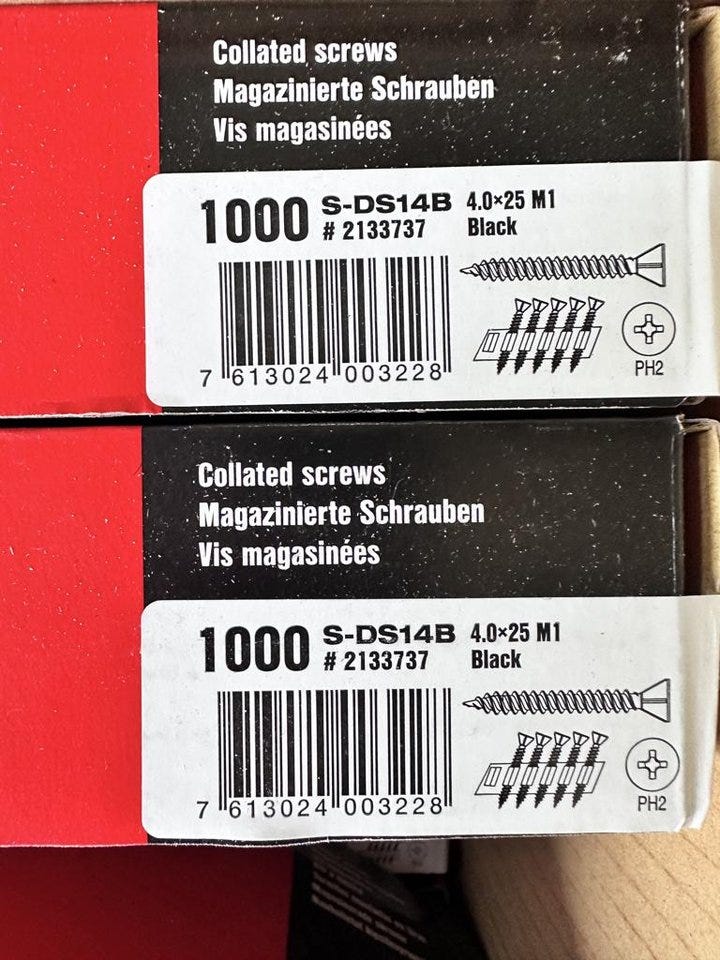 Collated screws
Magazinierte Schrauben
Vis magasinées
1000 S-DS14B 4.0×25 M1
# 2133737 Black
7 613024 003228
PH2
Collated screws
Magazinierte Schrauben
Vis magasinées
1000 S-DS14B 4.0×25 M1
# 2133737 Black
7 613024 003228
PH2